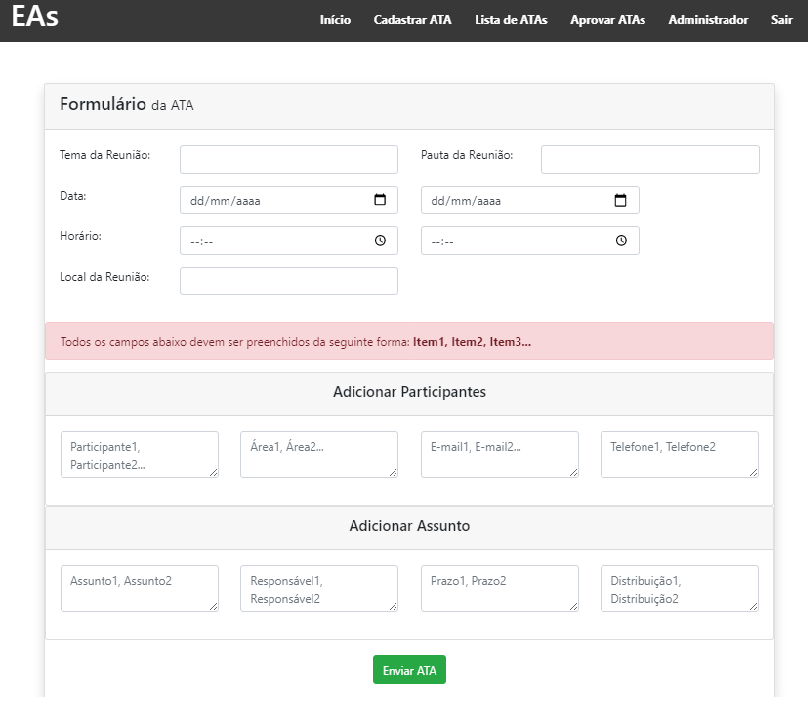 EAs
Início Cadastrar ATA Lista de ATAs Aprovar ATAs Administrador Sair
Formulário da ATA
Tema da Reunião: Pauta da Reunião:
Data: dd/mm/aaaa dd/mm/aaaa
Horário: --:-- --:--
Local da Reunião:
Todos os campos abaixo devem ser preenchidos da seguinte forma: Item1, Item2, Item3...
Adicionar Participantes
Participante1, Área1, Área2... E-mail1, E-mail2... Telefone1, Telefone2
Participante2...
Adicionar Assunto
Assunto1, Assunto2 Responsável1, Prazo1, Prazo2 Distribuição1,
Responsável2 Distribuição2
Enviar ATA